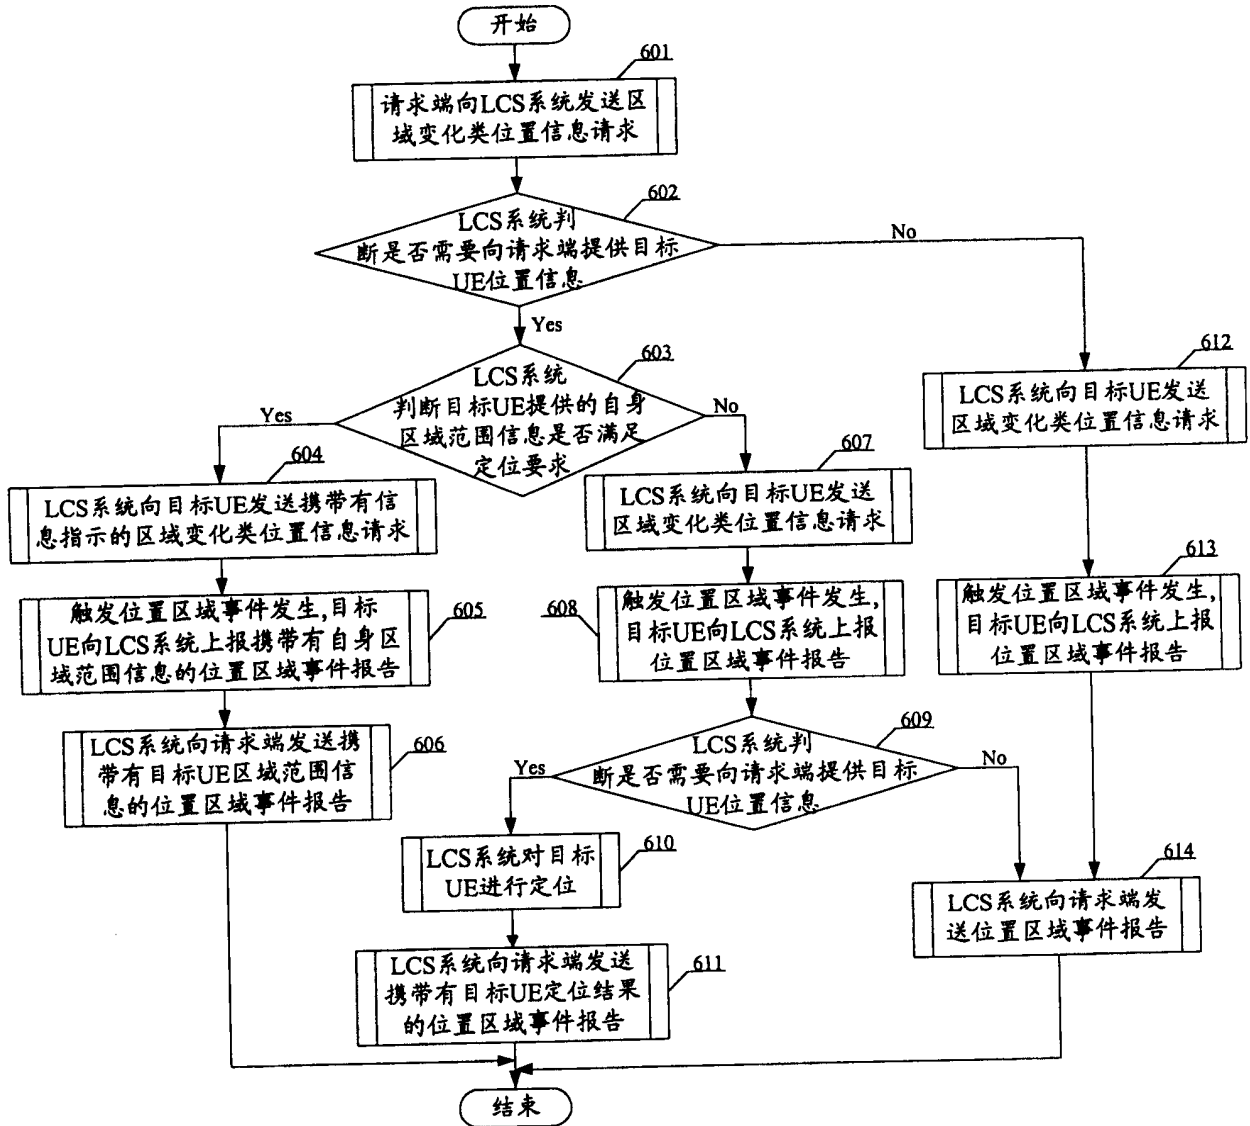 开始
601
请求端向LCS系统发送区
域变化类位置信息请求
602
LCS系统判
断是否需要向请求端提供目标
UE位置信息
No
Yes
603
LCS系统
判断目标UE提供的自身
区域范围信息是否满足
定位要求
Yes
No
612
LCS系统向目标UE发送
区域变化类位置信息请求
604
LCS系统向目标UE发送携带有信
息指示的区域变化类位置信息请求
607
LCS系统向目标UE发送
区域变化类位置信息请求
605
触发位置区域事件发生,目标
UE向LCS系统上报携带有自身区
域范围信息的位置区域事件报告
608
触发位置区域事件发生,
目标UE向LCS系统上报
位置区域事件报告
613
触发位置区域事件发生,
目标UE向LCS系统上报
位置区域事件报告
606
LCS系统向请求端发送携
带有目标UE区域范围信
息的位置区域事件报告
609
LCS系统判
断是否需要向请求端提供目标
UE位置信息
Yes
No
610
LCS系统对目标
UE进行定位
614
LCS系统向请求端发
送位置区域事件报告
611
LCS系统向请求端发送
携带有目标UE定位结果
的位置区域事件报告
结束